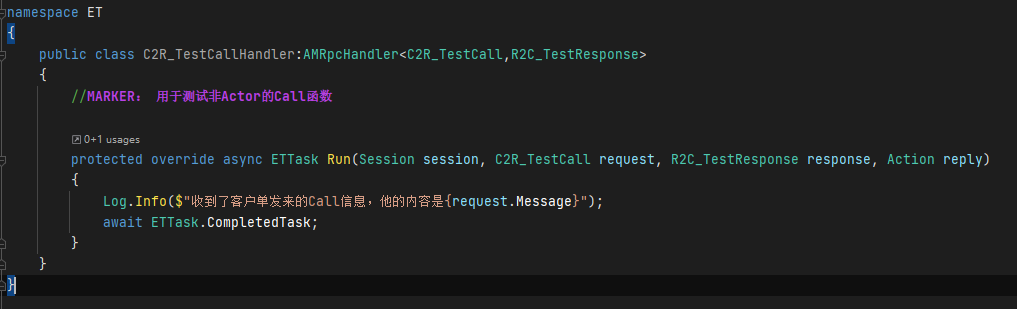 namespace ET
{
public class C2R_TestCallHandler:AMRpcHandler<C2R_TestCall,R2C_TestResponse>
{
//MARKER： 用于测试非Actor的Call函数
0+1 usages
protected override async ETTask Run(Session session, C2R_TestCall request, R2C_TestResponse response, Action reply)
{
Log.Info($"收到了客户单发来的Call信息，他的内容是{request.Message}");
await ETTask.CompletedTask;
}
}
}